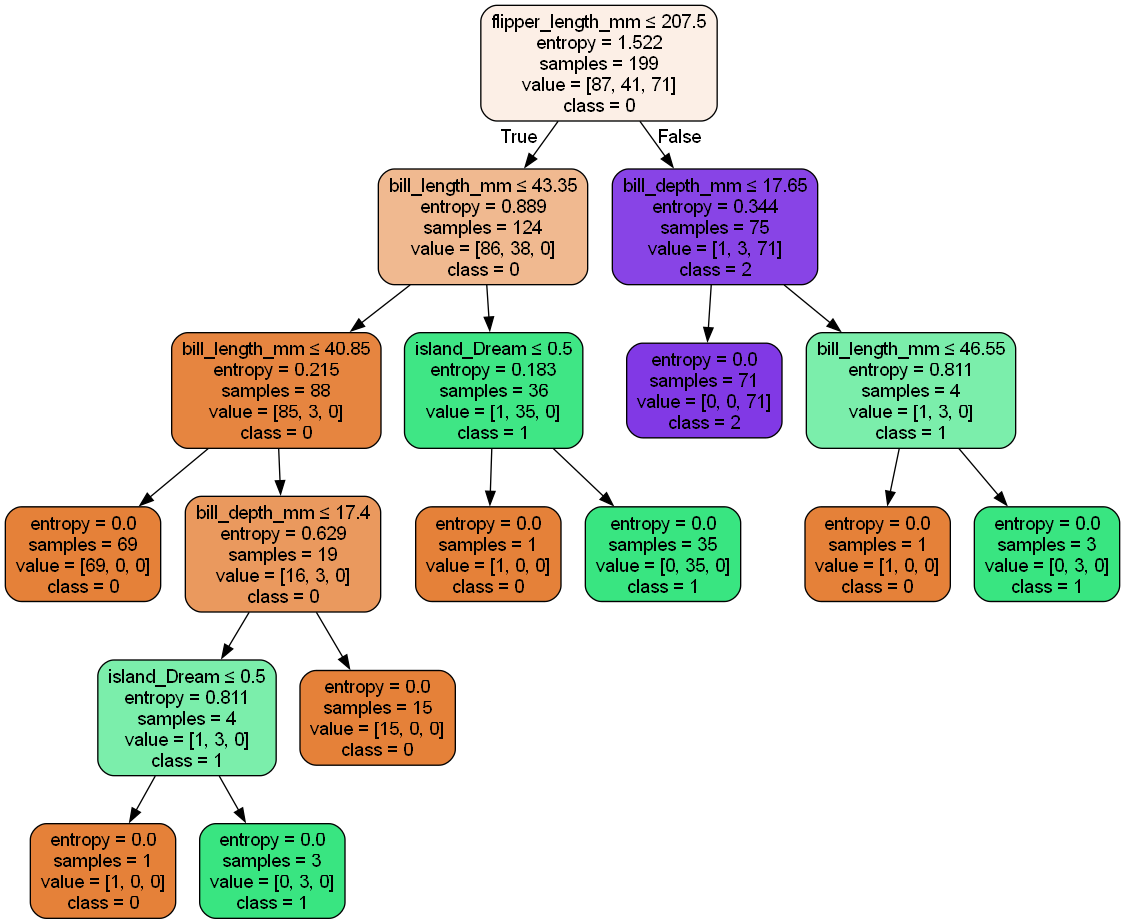 flipper_length_mm ≤ 207.5
entropy = 1.522
samples = 199
value = [87, 41, 71]
class = 0
True
False
bill_length_mm ≤ 43.35
entropy = 0.889
samples = 124
value = [86, 38, 0]
class = 0
bill_depth_mm ≤ 17.65
entropy = 0.344
samples = 75
value = [1, 3, 71]
class = 2
bill_length_mm ≤ 40.85
entropy = 0.215
samples = 88
value = [85, 3, 0]
class = 0
island_Dream ≤ 0.5
entropy = 0.183
samples = 36
value = [1, 35, 0]
class = 1
entropy = 0.0
samples = 71
value = [0, 0, 71]
class = 2
bill_length_mm ≤ 46.55
entropy = 0.811
samples = 4
value = [1, 3, 0]
class = 1
entropy = 0.0
samples = 69
value = [69, 0, 0]
class = 0
bill_depth_mm ≤ 17.4
entropy = 0.629
samples = 19
value = [16, 3, 0]
class = 0
entropy = 0.0
samples = 1
value = [1, 0, 0]
class = 0
entropy = 0.0
samples = 35
value = [0, 35, 0]
class = 1
entropy = 0.0
samples = 1
value = [1, 0, 0]
class = 0
entropy = 0.0
samples = 3
value = [0, 3, 0]
class = 1
island_Dream ≤ 0.5
entropy = 0.811
samples = 4
value = [1, 3, 0]
class = 1
entropy = 0.0
samples = 15
value = [15, 0, 0]
class = 0
entropy = 0.0
samples = 1
value = [1, 0, 0]
class = 0
entropy = 0.0
samples = 3
value = [0, 3, 0]
class = 1